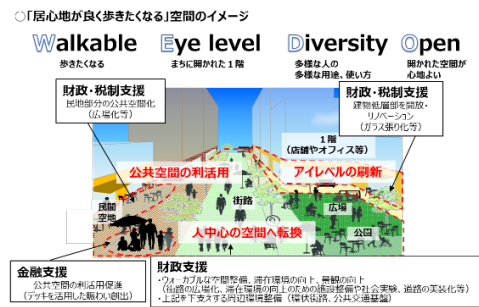 ○「居心地が良く歩きたくなる」空間のイメージ
Walkable Eye level Diversity Open
歩きたくなる
まちに開かれた1階
多様な人の
多様な用途、使い方
開かれた空間が
心地よい
財政・税制支援
民地部分の公共空間化
(広場化等)
財政・税制支援
建物低層部を開放・
リノベーション
(ガラス張り化等)
1階
(店舗やオフィス等)
公共空間の利活用
アイレベルの刷新
街路
民間
空地
広場
公園
人中心の空間へ転換
金融支援
公共空間の利活用促進
(デッキを活用した賑わい創出)
財政支援
・ウォーカブルな空間整備、滞在環境の向上、景観の向上
(街路の広場化、滞在環境の向上のための施設整備や社会実験、道路の美装化等)
・上記を下支えする周辺環境整備(環状街路、公共交通基盤)